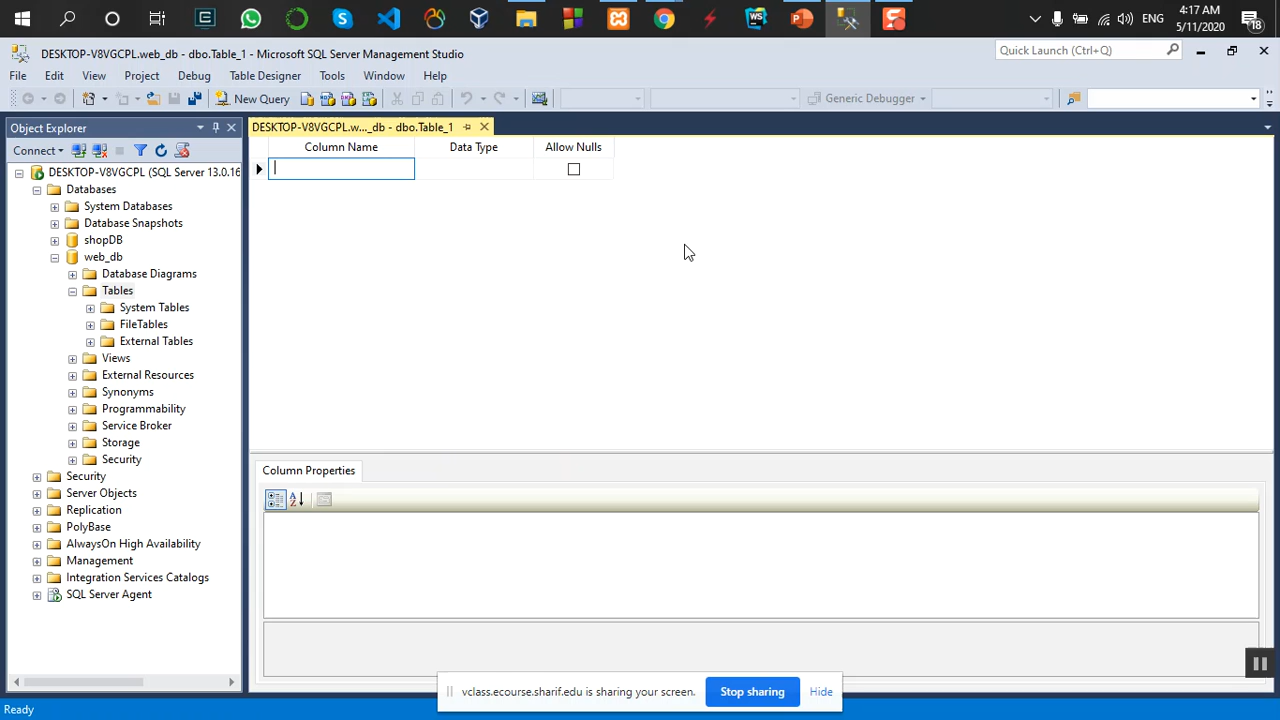 ENG
4:17 AM
5/11/2020
18
DESKTOP-V8VGCPL.web_db - dbo.Table_1 - Microsoft SQL Server Management Studio
Quick Launch (Ctrl+Q)
File Edit View Project Debug Table Designer Tools Window Help
New Query
Generic Debugger
Object Explorer
DESKTOP-V8VGCPL.w..._db - dbo.Table_1
Connect
Column Name Data Type Allow Nulls
DESKTOP-V8VGCPL (SQL Server 13.0.16
Databases
System Databases
Database Snapshots
shopDB
web_db
Database Diagrams
Tables
System Tables
FileTables
External Tables
Views
External Resources
Synonyms
Programmability
Service Broker
Storage
Security
Security
Server Objects
Replication
PolyBase
AlwaysOn High Availability
Management
Integration Services Catalogs
SQL Server Agent
Column Properties
vclass.ecourse.sharif.edu is sharing your screen. Stop sharing Hide
Ready